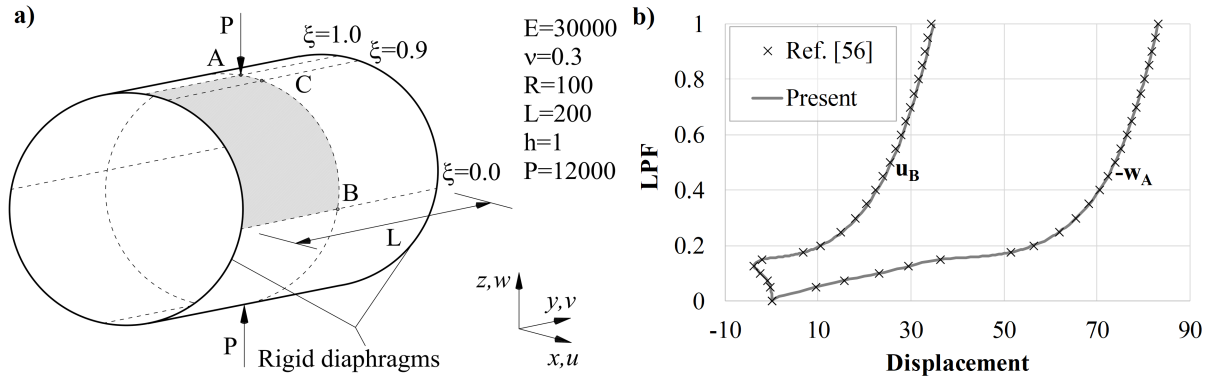 a)
P
A
ξ=1.0
ξ=0.9
C
B
ξ=0.0
L
P
Rigid diaphragms
z,w
y,v
x,u
E=30000
ν=0.3
R=100
L=200
h=1
P=12000
b)
LPF
1
0.8
0.6
0.4
0.2
0
Ref. [56]
Present
u_B
-w_A
-10
10
30
50
70
90
Displacement